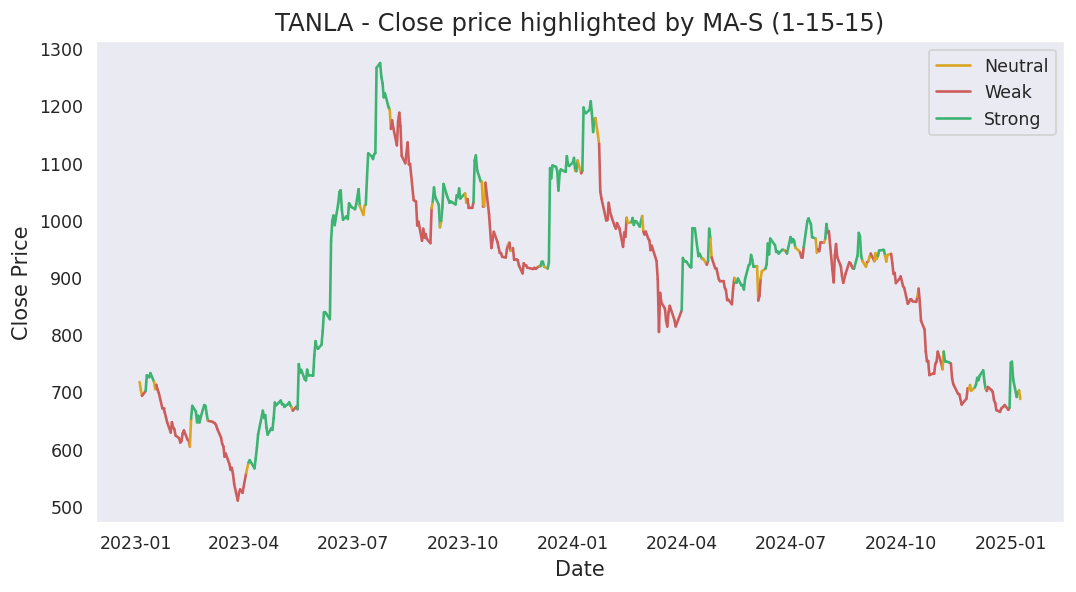 TANLA - Close price highlighted by MA-S (1-15-15)
Neutral
Weak
Strong
Close Price
1300
1200
1100
1000
900
800
700
600
500
2023-01 2023-04 2023-07 2023-10 2024-01 2024-04 2024-07 2024-10 2025-01
Date